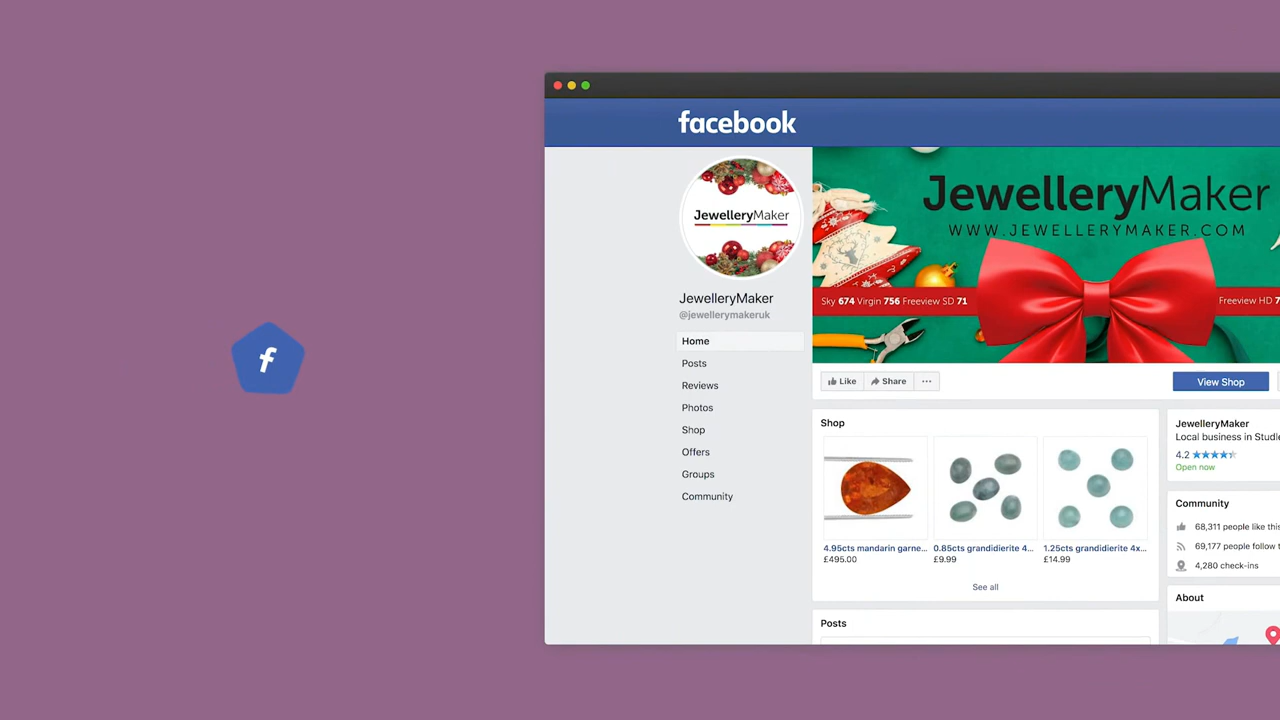 f
facebook
JewelleryMaker
JewelleryMaker
@jewellerymakeruk
Home
Posts
Reviews
Photos
Shop
Offers
Groups
Community
JewelleryMaker
WWW.JEWELLERYMAKER.COM
Sky 674 Virgin 756 Freeview SD 71
Freeview HD 7
Like
Share
View Shop
Shop
4.95cts mandarin garne...
£495.00
0.85cts grandidierite 4...
£9.99
1.25cts grandidierite 4x...
£14.99
See all
Posts
JewelleryMaker
Local business in Studle
4.2
Open now
Community
68,311 people like this
69,177 people follow t
4,280 check-ins
About